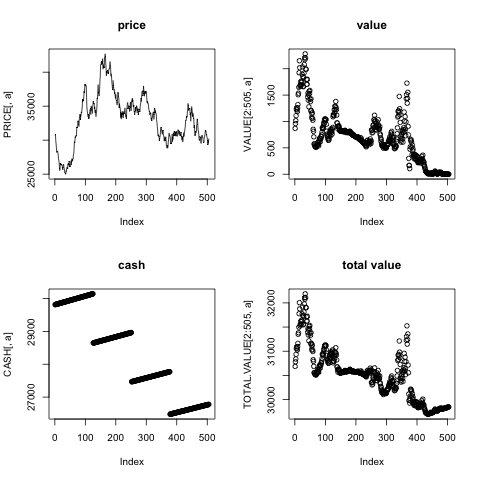 price
value
PRICE[, a]
25000
35000
0
100
200
300
400
500
Index
VALUE[2:505, a]
0
500
1500
0
100
200
300
400
500
Index
cash
total value
CASH[, a]
27000
29000
0
100
200
300
400
500
Index
TOTAL.VALUE[2:505, a]
30000
31000
32000
0
100
200
300
400
500
Index